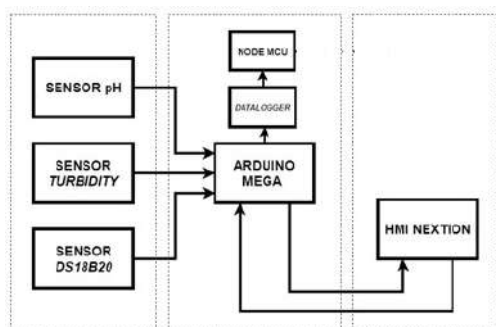 SENSOR pH
SENSOR
TURBIDITY
SENSOR
DS18B20
NODE MCU
DATALOGGER
ARDUINO
MEGA
HMI NEXTION